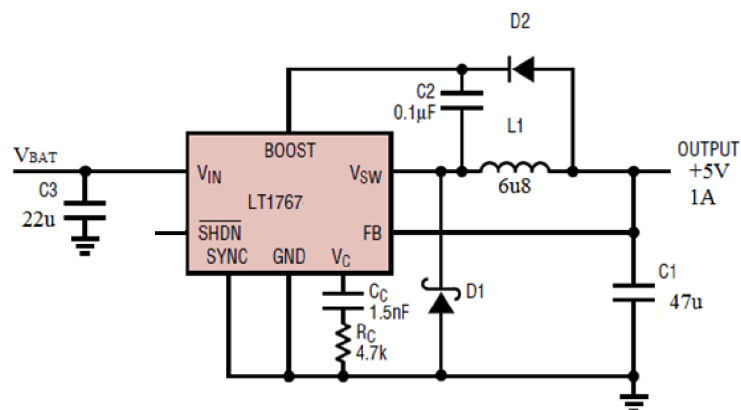 D2
C2
0.1µF
L1
BOOST
OUTPUT
+5V
1A
VBAT
VIN
VSW
6u8
C3
22u
LT1767
SHDN
FB
SYNC
GND
VC
C1
47u
CC
1.5nF
D1
RC
4.7k